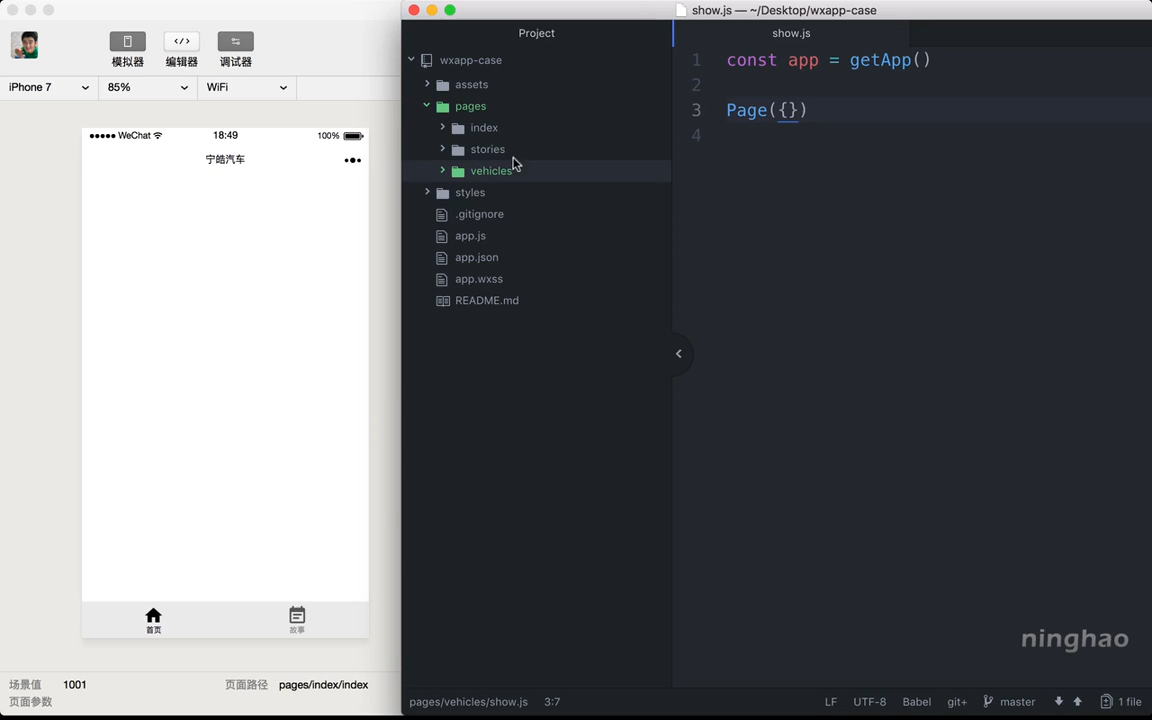 模拟器
编辑器
调试器
iPhone 7
85%
WiFi
WeChat
18:49
100%
宁皓汽车
首页
故事
场景值
1001
页面路径
pages/index/index
页面参数
show.js — ~/Desktop/wxapp-case
Project
wxapp-case
assets
pages
index
stories
vehicles
styles
.gitignore
app.js
app.json
app.wxss
README.md
show.js
1 const app = getApp()
2
3 Page({})
4
ninghao
pages/vehicles/show.js
3:7
LF
UTF-8
Babel
git+
master
1 file